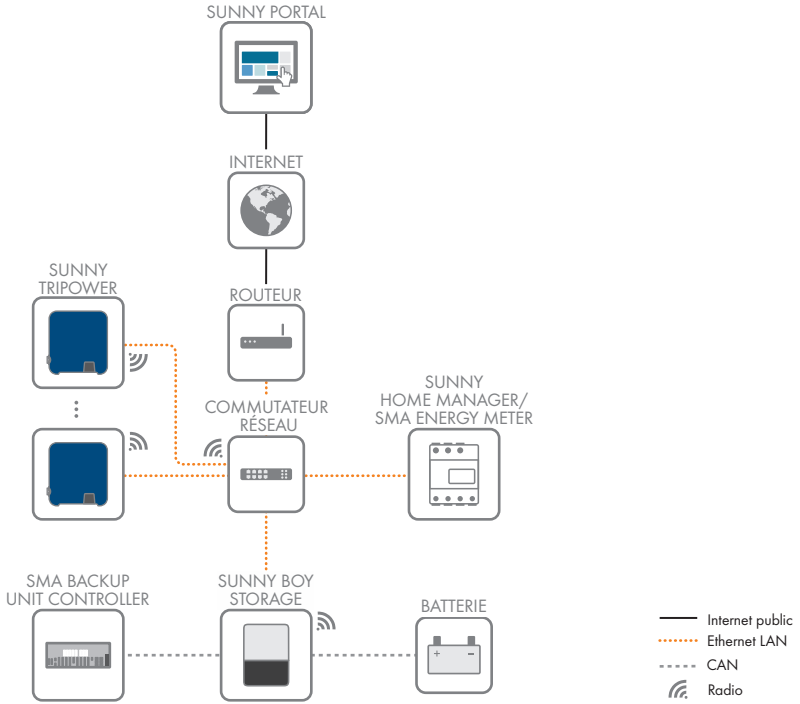 SUNNY PORTAL
INTERNET
SUNNY
TRIPOWER
ROUTEUR
COMMUTATEUR
RÉSEAU
SUNNY
HOME MANAGER/
SMA ENERGY METER
SMA BACKUP
UNIT CONTROLLER
SUNNY BOY
STORAGE
BATTERIE
+ −
Internet public
Ethernet LAN
CAN
Radio